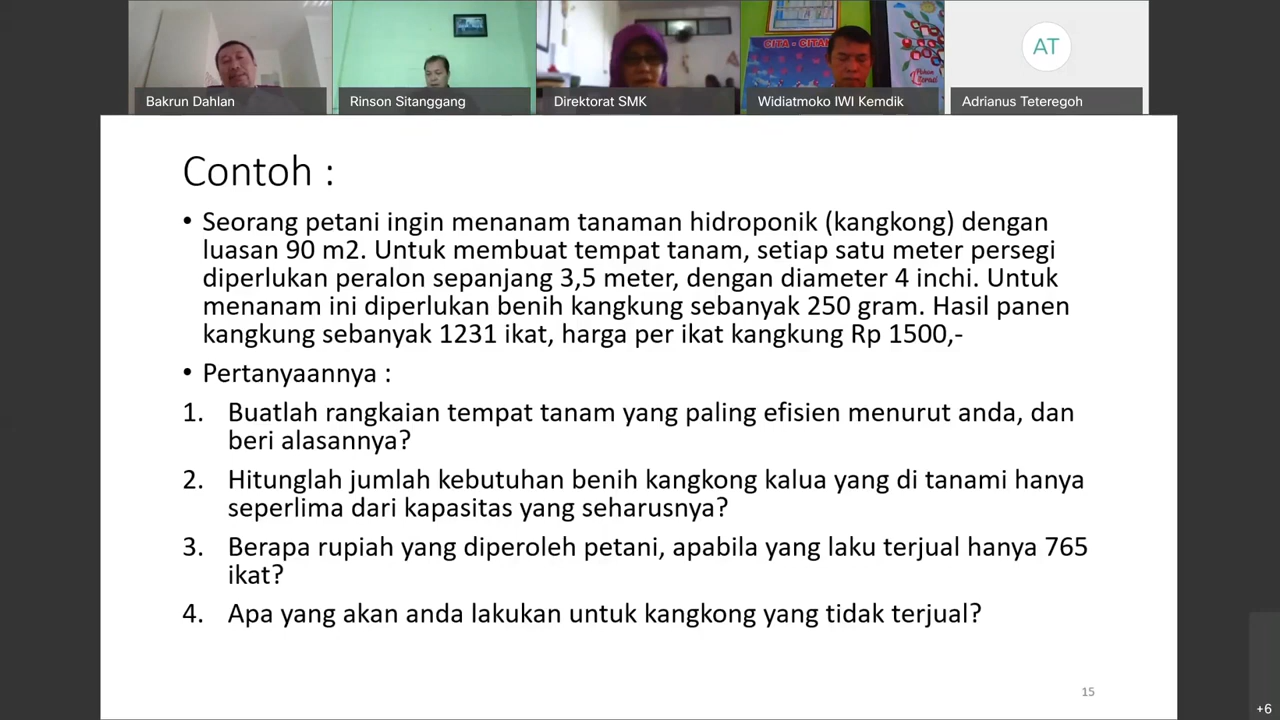 CITA - CITA
Pohon
Literasi
AT
Bakrun Dahlan
Rinson Sitanggang
Direktorat SMK
Widiatmoko IWI Kemdik
Adrianus Teteregoh
Contoh :
• Seorang petani ingin menanam tanaman hidroponik (kangkong) dengan
luasan 90 m2. Untuk membuat tempat tanam, setiap satu meter persegi
diperlukan peralon sepanjang 3,5 meter, dengan diameter 4 inchi. Untuk
menanam ini diperlukan benih kangkung sebanyak 250 gram. Hasil panen
kangkung sebanyak 1231 ikat, harga per ikat kangkung Rp 1500,-
• Pertanyaannya :
1. Buatlah rangkaian tempat tanam yang paling efisien menurut anda, dan
beri alasannya?
2. Hitunglah jumlah kebutuhan benih kangkong kalua yang di tanami hanya
seperlima dari kapasitas yang seharusnya?
3. Berapa rupiah yang diperoleh petani, apabila yang laku terjual hanya 765
ikat?
4. Apa yang akan anda lakukan untuk kangkong yang tidak terjual?
15
+6